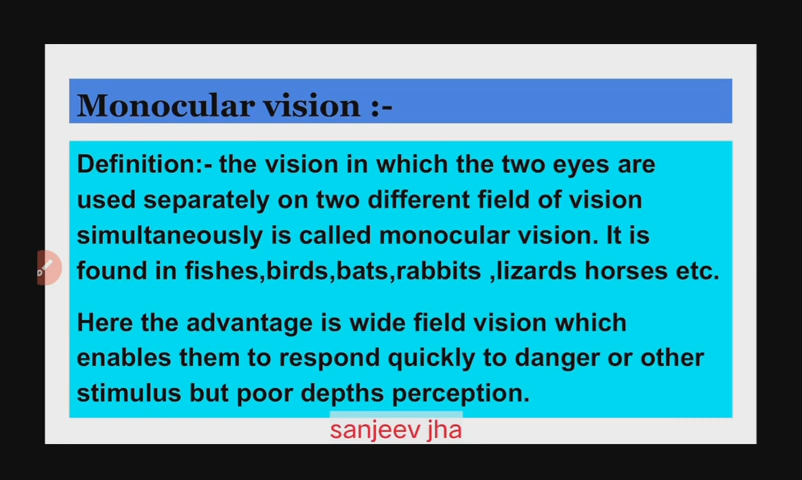 Monocular vision :-
Definition:- the vision in which the two eyes are
used separately on two different field of vision
simultaneously is called monocular vision. It is
found in fishes,birds,bats,rabbits ,lizards horses etc.
Here the advantage is wide field vision which
enables them to respond quickly to danger or other
stimulus but poor depths perception.
sanjeev jha